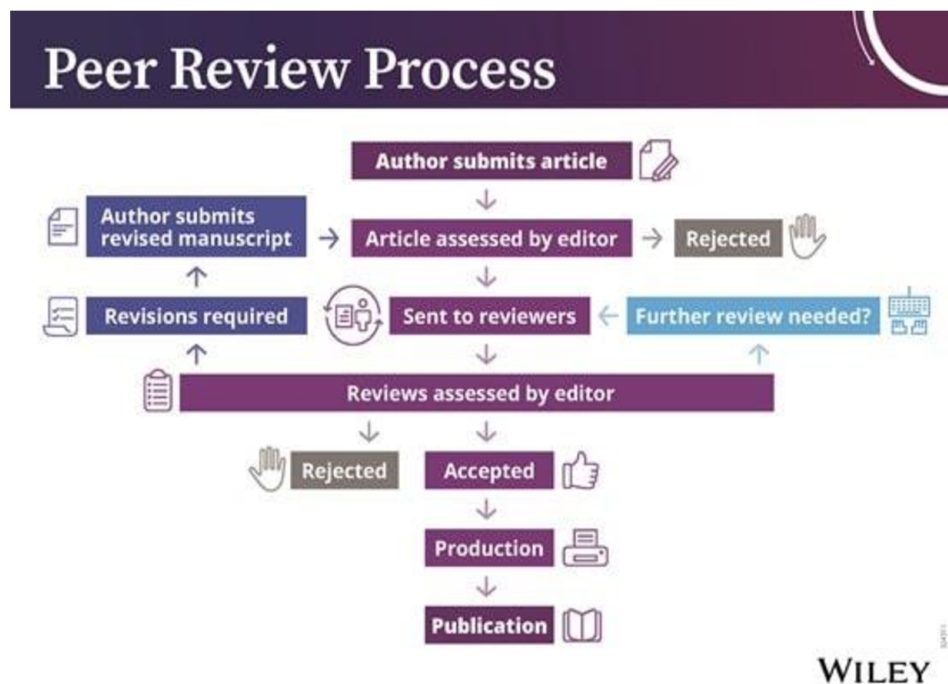 Peer Review Process
Author submits article
Author submits
revised manuscript
Article assessed by editor
Rejected
Revisions required
Sent to reviewers
Further review needed?
Reviews assessed by editor
Rejected
Accepted
Production
Publication
WILEY